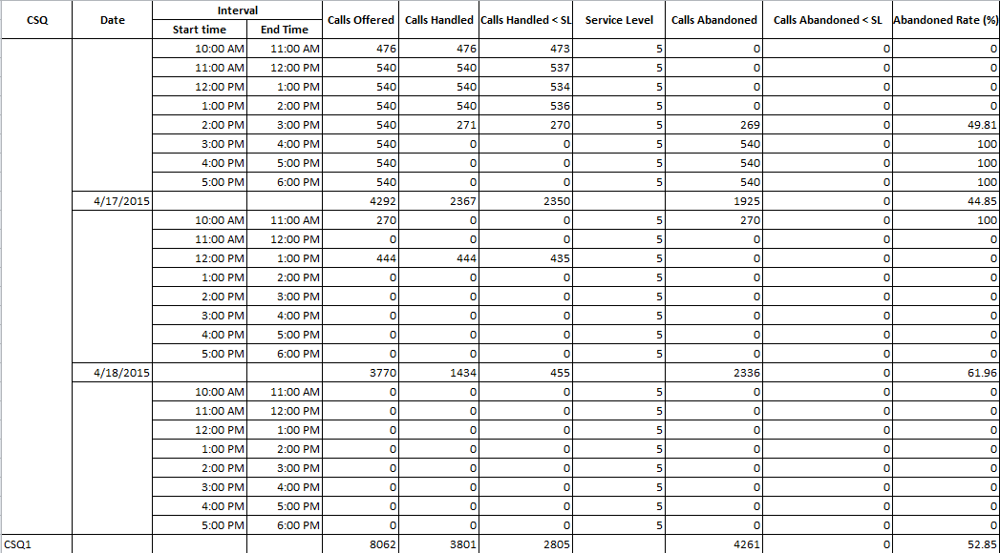 CSQ Date Interval Calls Offered Calls Handled Calls Handled < SL Service Level Calls Abandoned Calls Abandoned < SL Abandoned Rate (%)
Start time End Time
10:00 AM 11:00 AM 476 476 473 5 0 0 0
11:00 AM 12:00 PM 540 540 537 5 0 0 0
12:00 PM 1:00 PM 540 540 534 5 0 0 0
1:00 PM 2:00 PM 540 540 536 5 0 0 0
2:00 PM 3:00 PM 540 271 270 5 269 0 49.81
3:00 PM 4:00 PM 540 0 0 5 540 0 100
4:00 PM 5:00 PM 540 0 0 5 540 0 100
5:00 PM 6:00 PM 540 0 0 5 540 0 100
4/17/2015 4292 2367 2350 1925 0 44.85
10:00 AM 11:00 AM 270 0 0 5 270 0 100
11:00 AM 12:00 PM 0 0 0 5 0 0 0
12:00 PM 1:00 PM 444 444 435 5 0 0 0
1:00 PM 2:00 PM 0 0 0 5 0 0 0
2:00 PM 3:00 PM 0 0 0 5 0 0 0
3:00 PM 4:00 PM 0 0 0 5 0 0 0
4:00 PM 5:00 PM 0 0 0 5 0 0 0
5:00 PM 6:00 PM 0 0 0 5 0 0 0
4/18/2015 3770 1434 455 2336 0 61.96
10:00 AM 11:00 AM 0 0 0 5 0 0 0
11:00 AM 12:00 PM 0 0 0 5 0 0 0
12:00 PM 1:00 PM 0 0 0 5 0 0 0
1:00 PM 2:00 PM 0 0 0 5 0 0 0
2:00 PM 3:00 PM 0 0 0 5 0 0 0
3:00 PM 4:00 PM 0 0 0 5 0 0 0
4:00 PM 5:00 PM 0 0 0 5 0 0 0
5:00 PM 6:00 PM 0 0 0 5 0 0 0
CSQ1 8062 3801 2805 4261 0 52.85